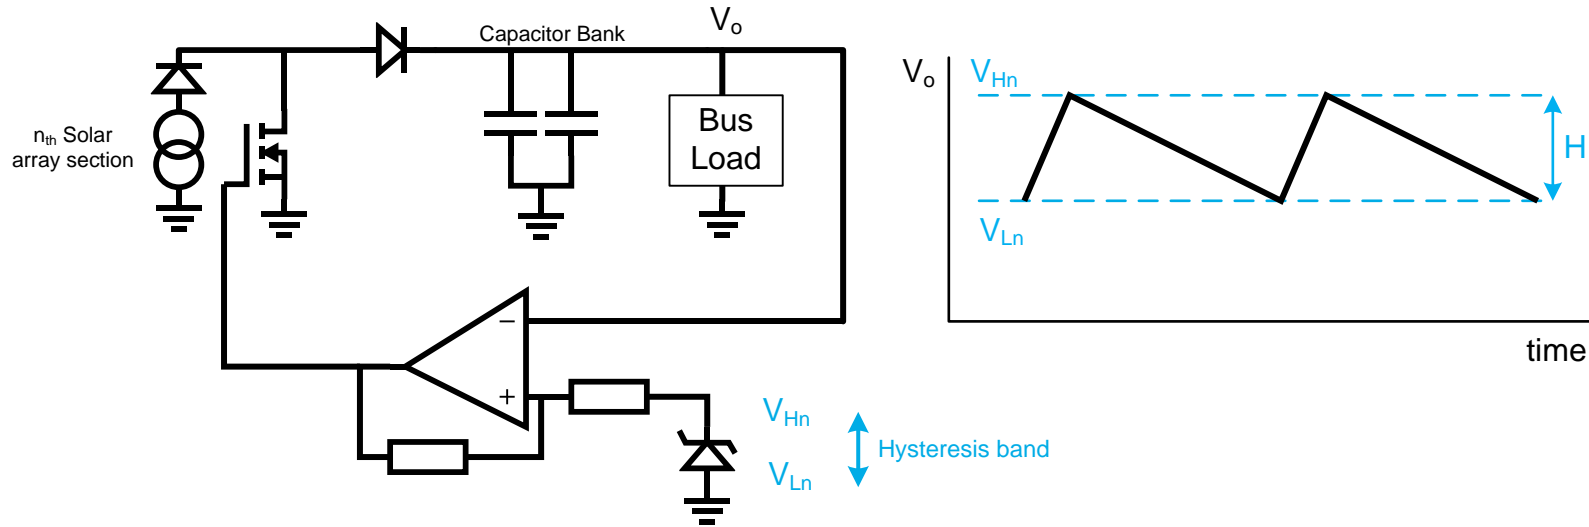 Capacitor Bank
Vo
nth Solar
array section
Bus
Load
−
+
VHn
VLn
Hysteresis band
Vo
VHn
VLn
H
time